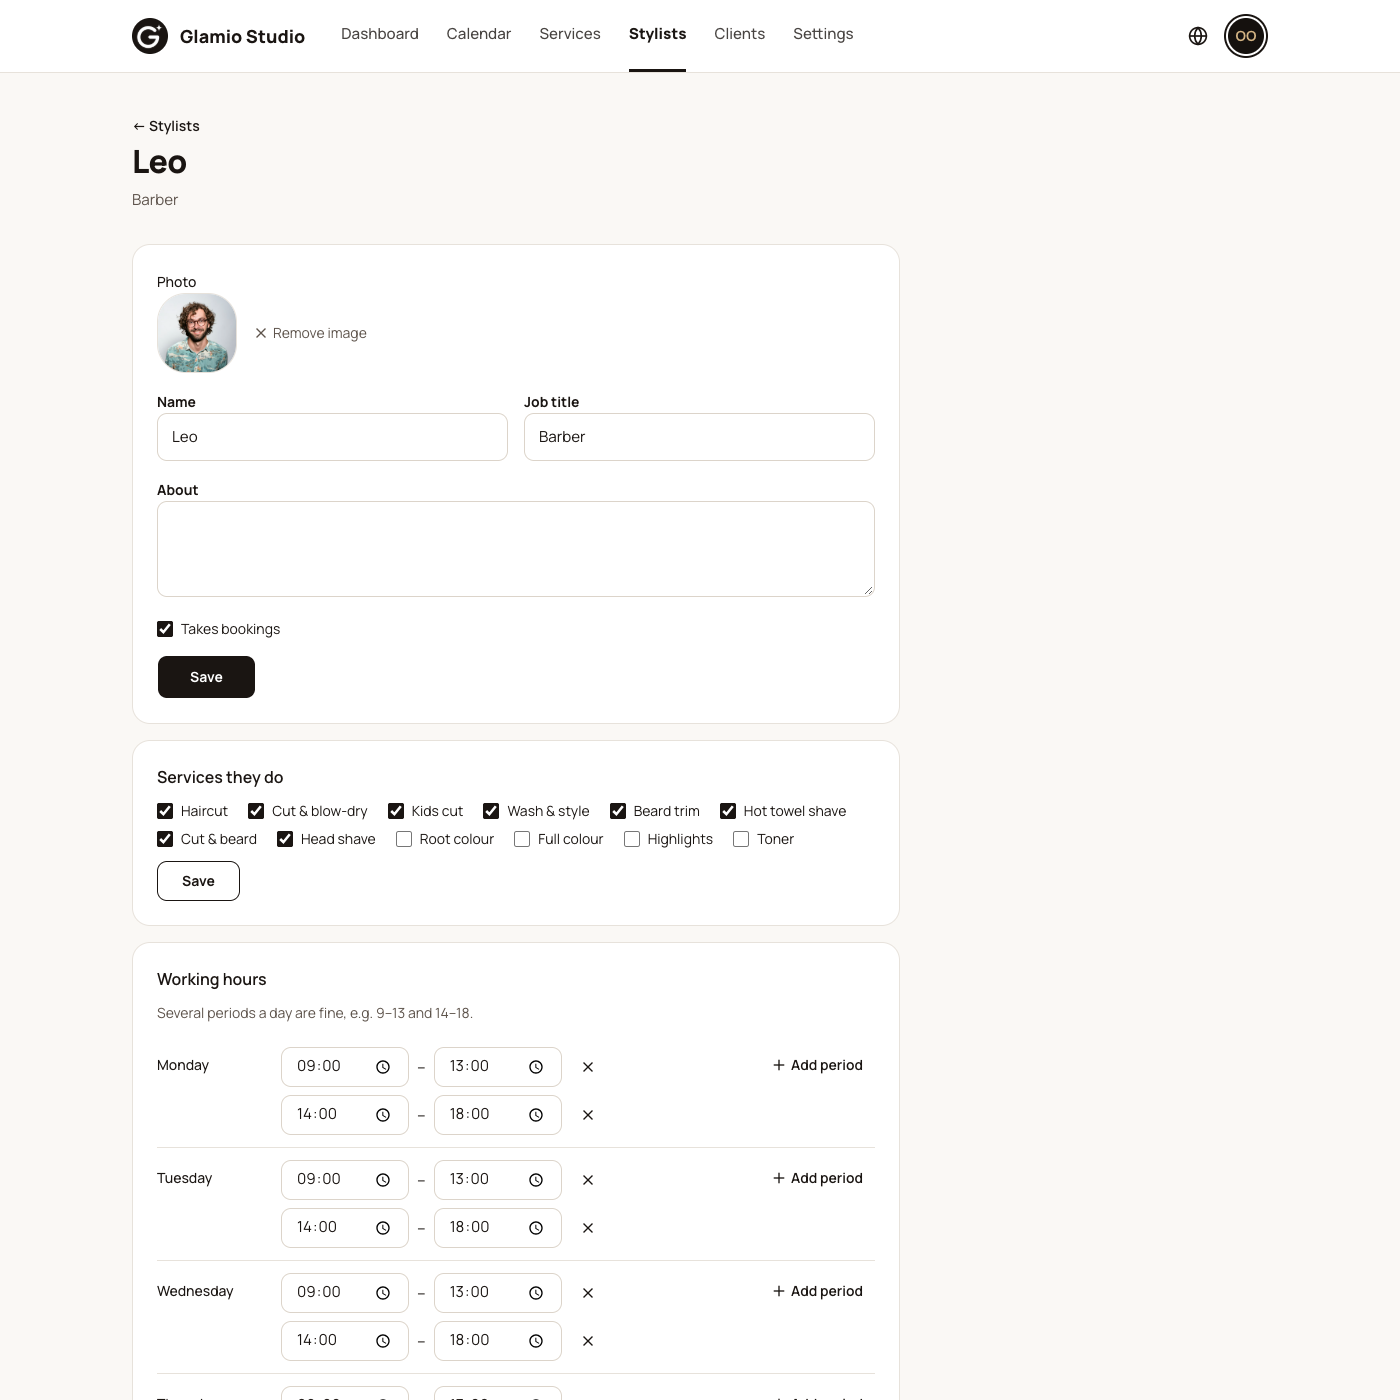 Glamio Studio Dashboard Calendar Services Stylists Clients Settings OO
← Stylists
Leo
Barber
Photo
Remove image
Name Job title
Leo Barber
About
Takes bookings
Save
Services they do
Haircut Cut & blow-dry Kids cut Wash & style Beard trim Hot towel shave
Cut & beard Head shave Root colour Full colour Highlights Toner
Save
Working hours
Several periods a day are fine, e.g. 9–13 and 14–18.
Monday 09:00 – 13:00 + Add period
14:00 – 18:00
Tuesday 09:00 – 13:00 + Add period
14:00 – 18:00
Wednesday 09:00 – 13:00 + Add period
14:00 – 18:00